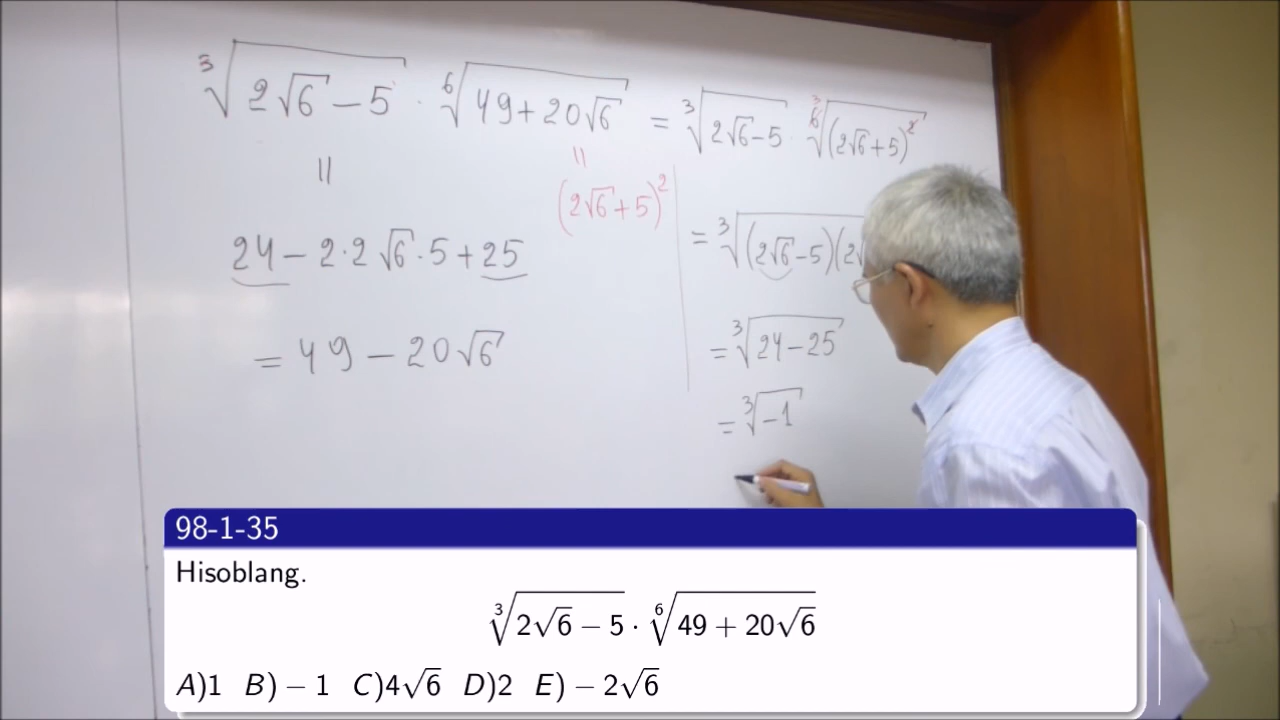 ∛(2√6 − 5) · ⁶√(49 + 20√6) = ∛(2√6 − 5) · ⁶√((2√6 + 5)²)
3
||
||
(2√6 + 5)²
24 − 2·2√6·5 + 25
= ∛((2√6 − 5)(2√
= 49 − 20√6
= ∛(24 − 25)
= ∛(−1)
98-1-35
Hisoblang.
∛(2√6 − 5) · ⁶√(49 + 20√6)
A)1 B) − 1 C)4√6 D)2 E) − 2√6